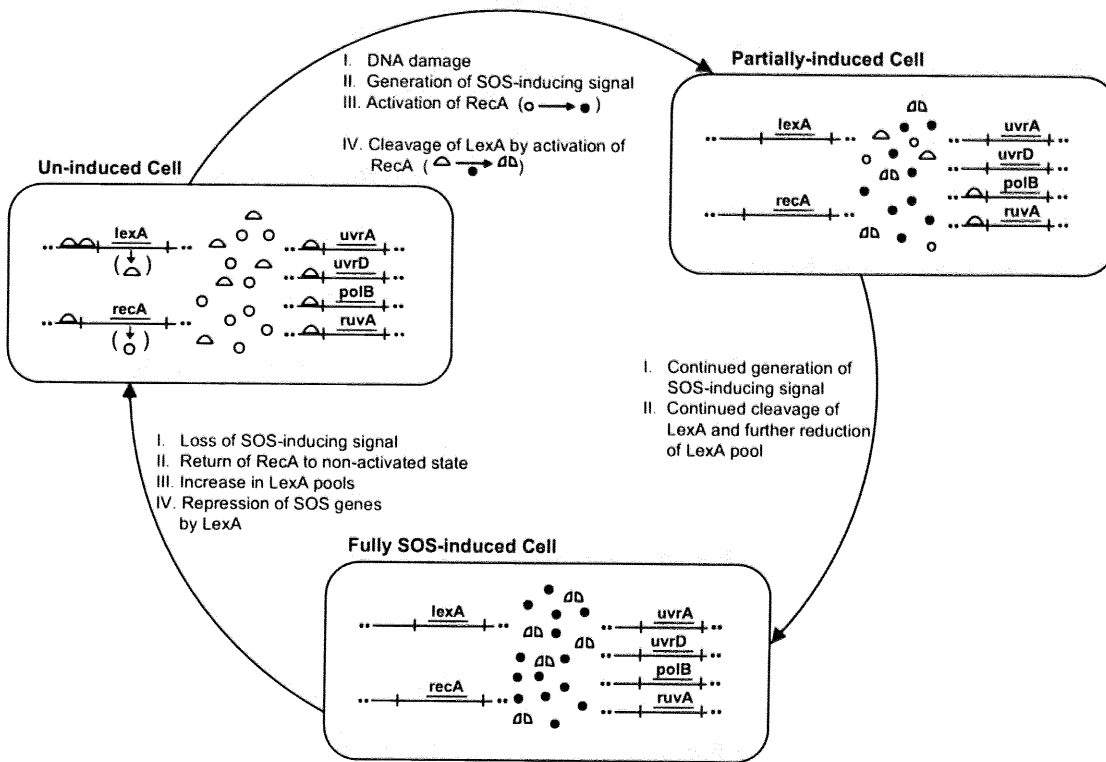 I. DNA damage
II. Generation of SOS-inducing signal
III. Activation of RecA ( → )
IV. Cleavage of LexA by activation of
RecA ( → )
Partially-induced Cell
lexA
recA
uvrA
uvrD
polB
ruvA
Un-induced Cell
lexA
recA
uvrA
uvrD
polB
ruvA
I. Continued generation of
SOS-inducing signal
II. Continued cleavage of
LexA and further reduction
of LexA pool
I. Loss of SOS-inducing signal
II. Return of RecA to non-activated state
III. Increase in LexA pools
IV. Repression of SOS genes
by LexA
Fully SOS-induced Cell
lexA
recA
uvrA
uvrD
polB
ruvA